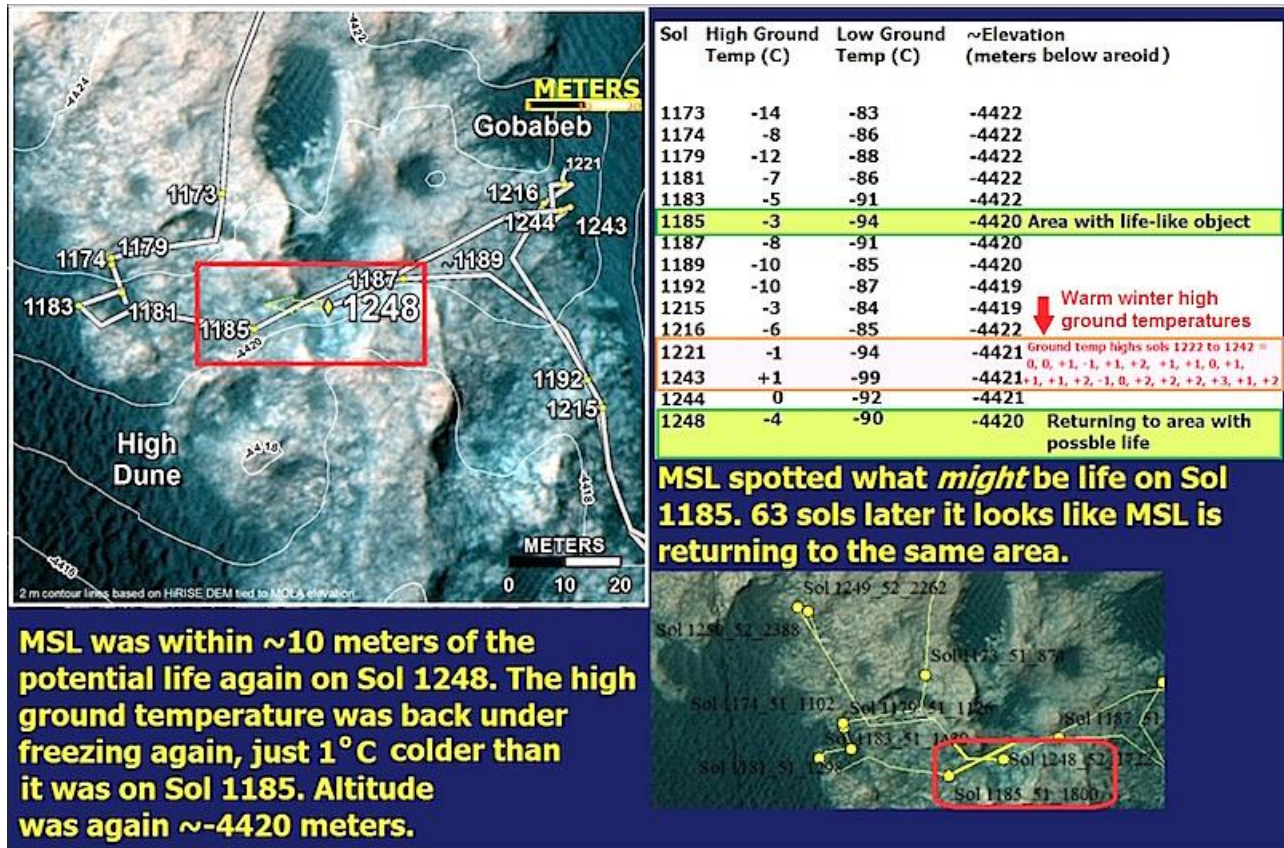 -4422
-4424
METERS
Gobabeb
1221
1173
1216
1244
1243
1179
1174
~1189
1187
1183
1181
1248
1185
-4420
1192
1215
High
Dune
-4418
-4418
-4416
METERS
0 10 20
2 m contour lines based on HiRISE DEM tied to MOLA elevation
MSL was within ~10 meters of the
potential life again on Sol 1248. The high
ground temperature was back under
freezing again, just 1°C colder than
it was on Sol 1185. Altitude
was again ~-4420 meters.
Sol High Ground Low Ground ~Elevation
Temp (C) Temp (C) (meters below areoid)
1173 -14 -83 -4422
1174 -8 -86 -4422
1179 -12 -88 -4422
1181 -7 -86 -4422
1183 -5 -91 -4422
1185 -3 -94 -4420 Area with life-like object
1187 -8 -91 -4420
1189 -10 -85 -4420
1192 -10 -87 -4419
1215 -3 -84 -4419
1216 -6 -85 -4422
Warm winter high
ground temperatures
1221 -1 -94 -4421
1243 +1 -99 -4421
Ground temp highs sols 1222 to 1242 =
0, 0, +1, -1, +1, +2, +1, +1, 0, +1,
+1, +1, +2, -1, 0, +2, +2, +2, +3, +1, +2
1244 0 -92 -4421
1248 -4 -90 -4420 Returning to area with
possble life
MSL spotted what might be life on Sol
1185. 63 sols later it looks like MSL is
returning to the same area.
Sol 1249_52_2262
Sol 1250_52_2388
Sol 1173_51_871
Sol 1174_51_1102
Sol 1179_51_1126
Sol 1187_51
Sol 1183_51
Sol 1181_51_1298
Sol 1248_52_1722
Sol 1185_51_1800